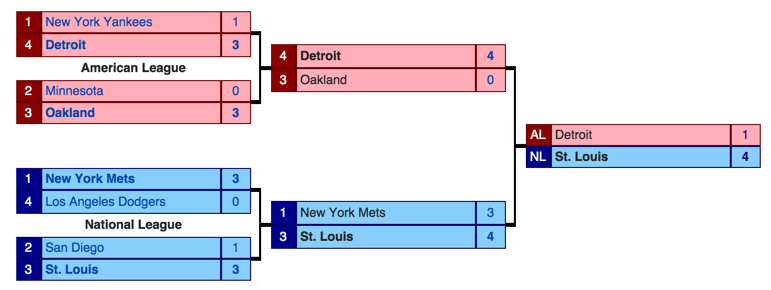 1 New York Yankees 1
4 Detroit 3
American League
2 Minnesota 0
3 Oakland 3
4 Detroit 4
3 Oakland 0
1 New York Mets 3
4 Los Angeles Dodgers 0
National League
2 San Diego 1
3 St. Louis 3
1 New York Mets 3
3 St. Louis 4
AL Detroit 1
NL St. Louis 4